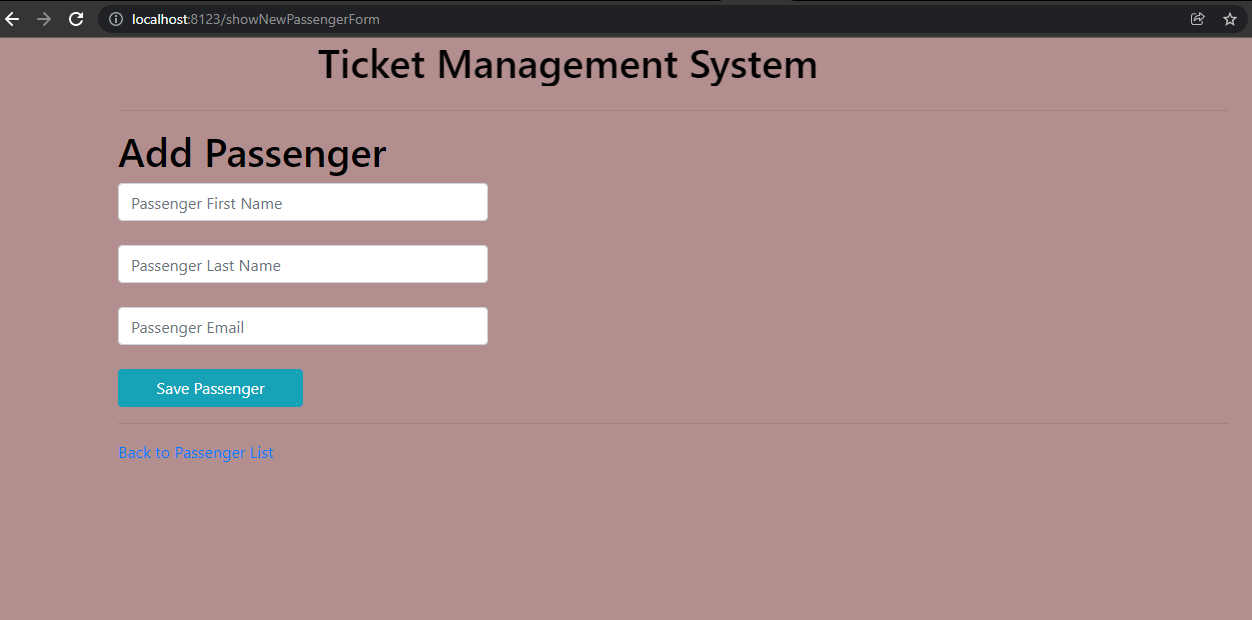 localhost:8123/showNewPassengerForm
Ticket Management System
Add Passenger
Passenger First Name
Passenger Last Name
Passenger Email
Save Passenger
Back to Passenger List